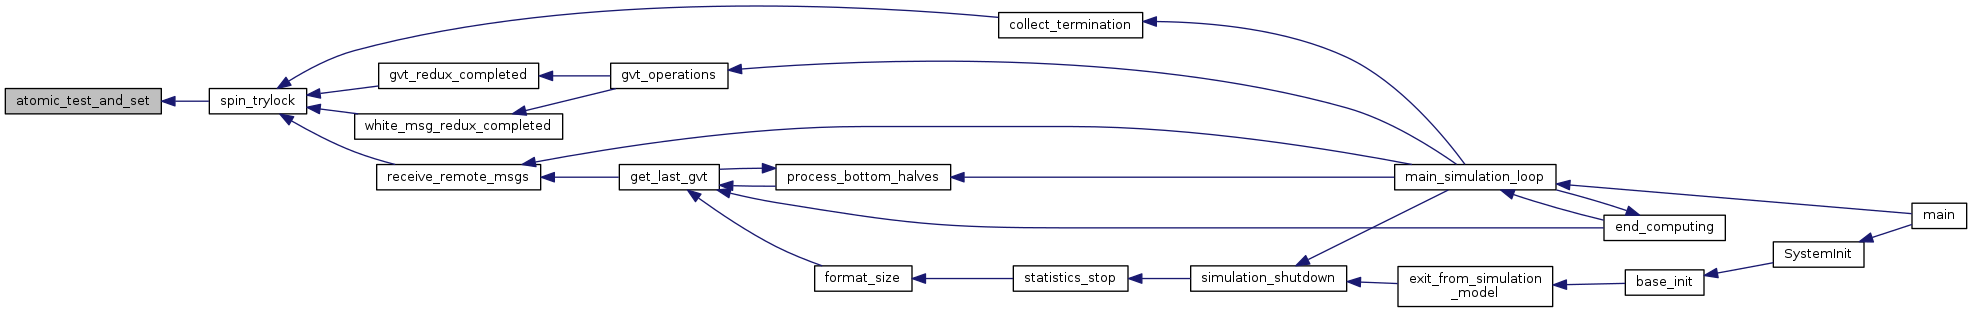 collect_termination
gvt_redux_completed
gvt_operations
atomic_test_and_set
spin_trylock
white_msg_redux_completed
receive_remote_msgs
get_last_gvt
process_bottom_halves
main_simulation_loop
main
end_computing
SystemInit
format_size
statistics_stop
simulation_shutdown
exit_from_simulation
_model
base_init